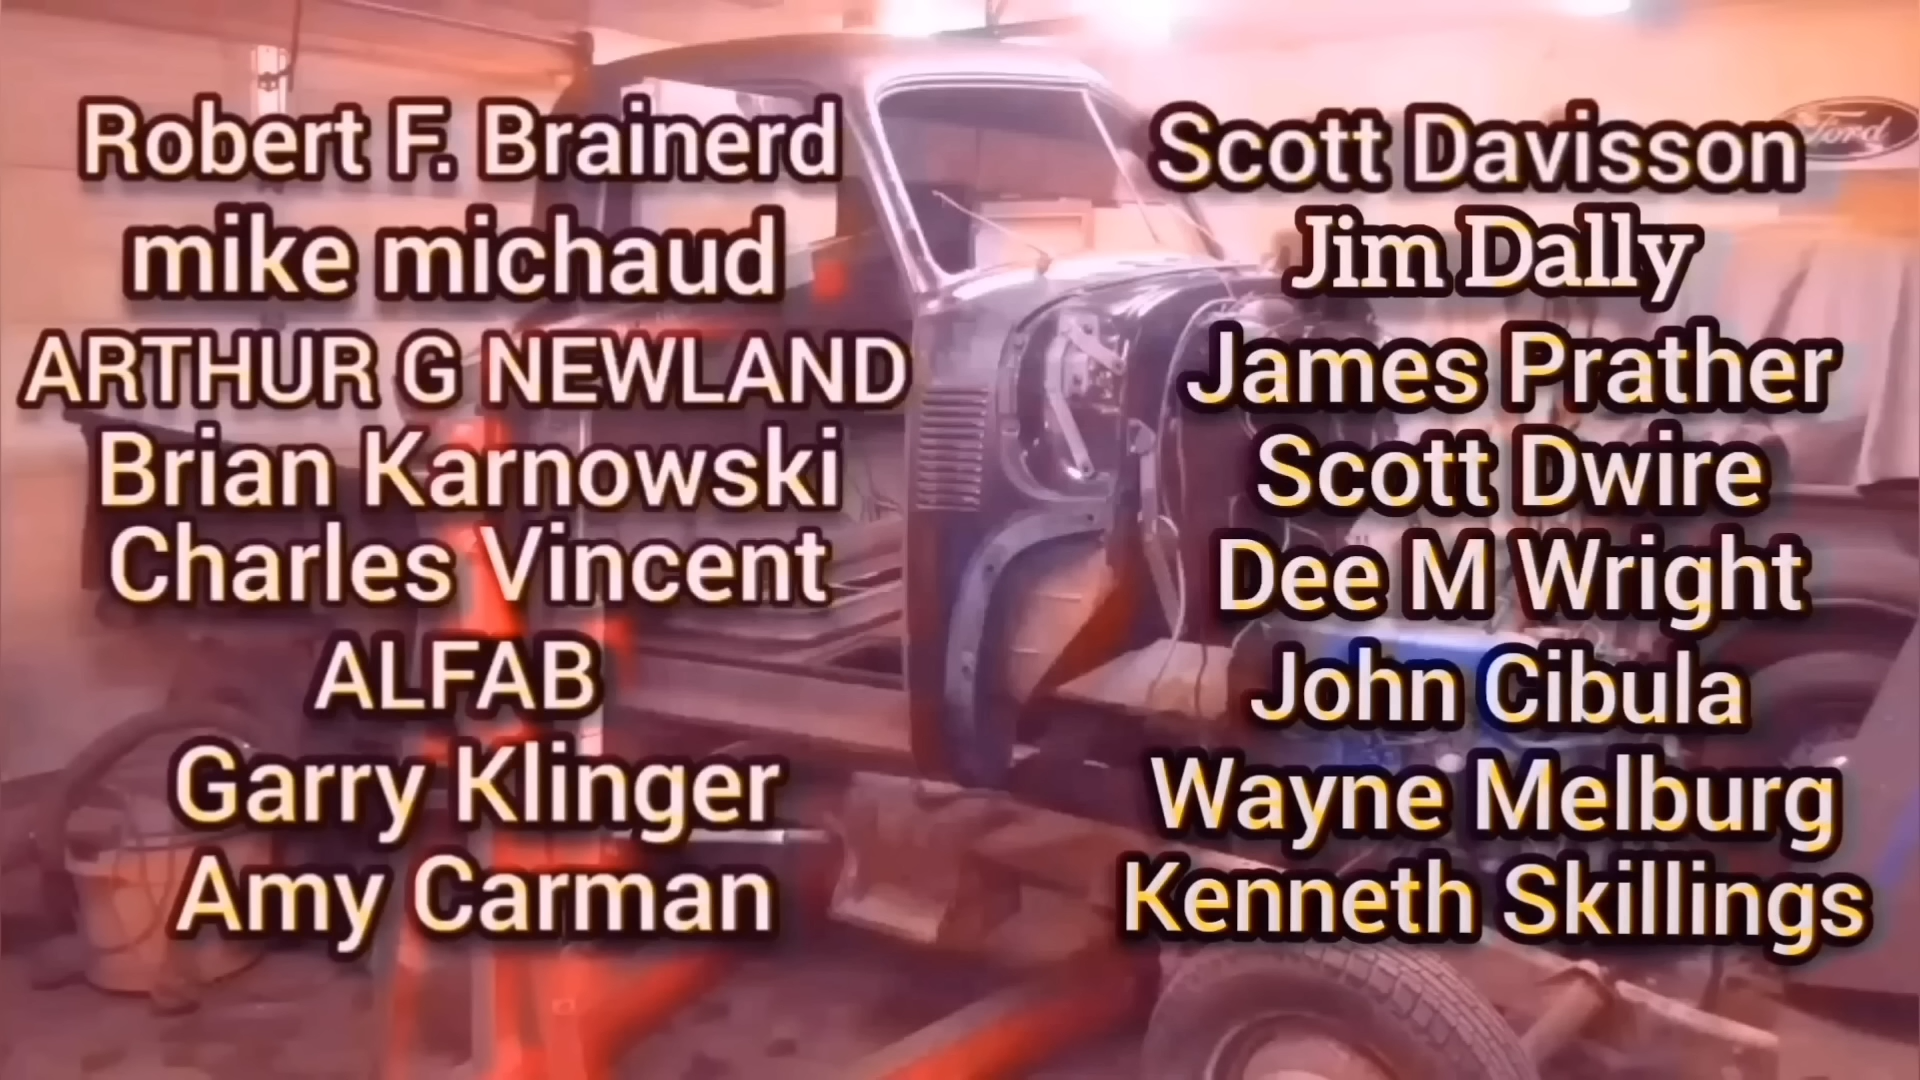 Robert F. Brainerd
mike michaud
ARTHUR G NEWLAND
Brian Karnowski
Charles Vincent
ALFAB
Garry Klinger
Amy Carman
Scott Davisson
Jim Dally
James Prather
Scott Dwire
Dee M Wright
John Cibula
Wayne Melburg
Kenneth Skillings
Ford